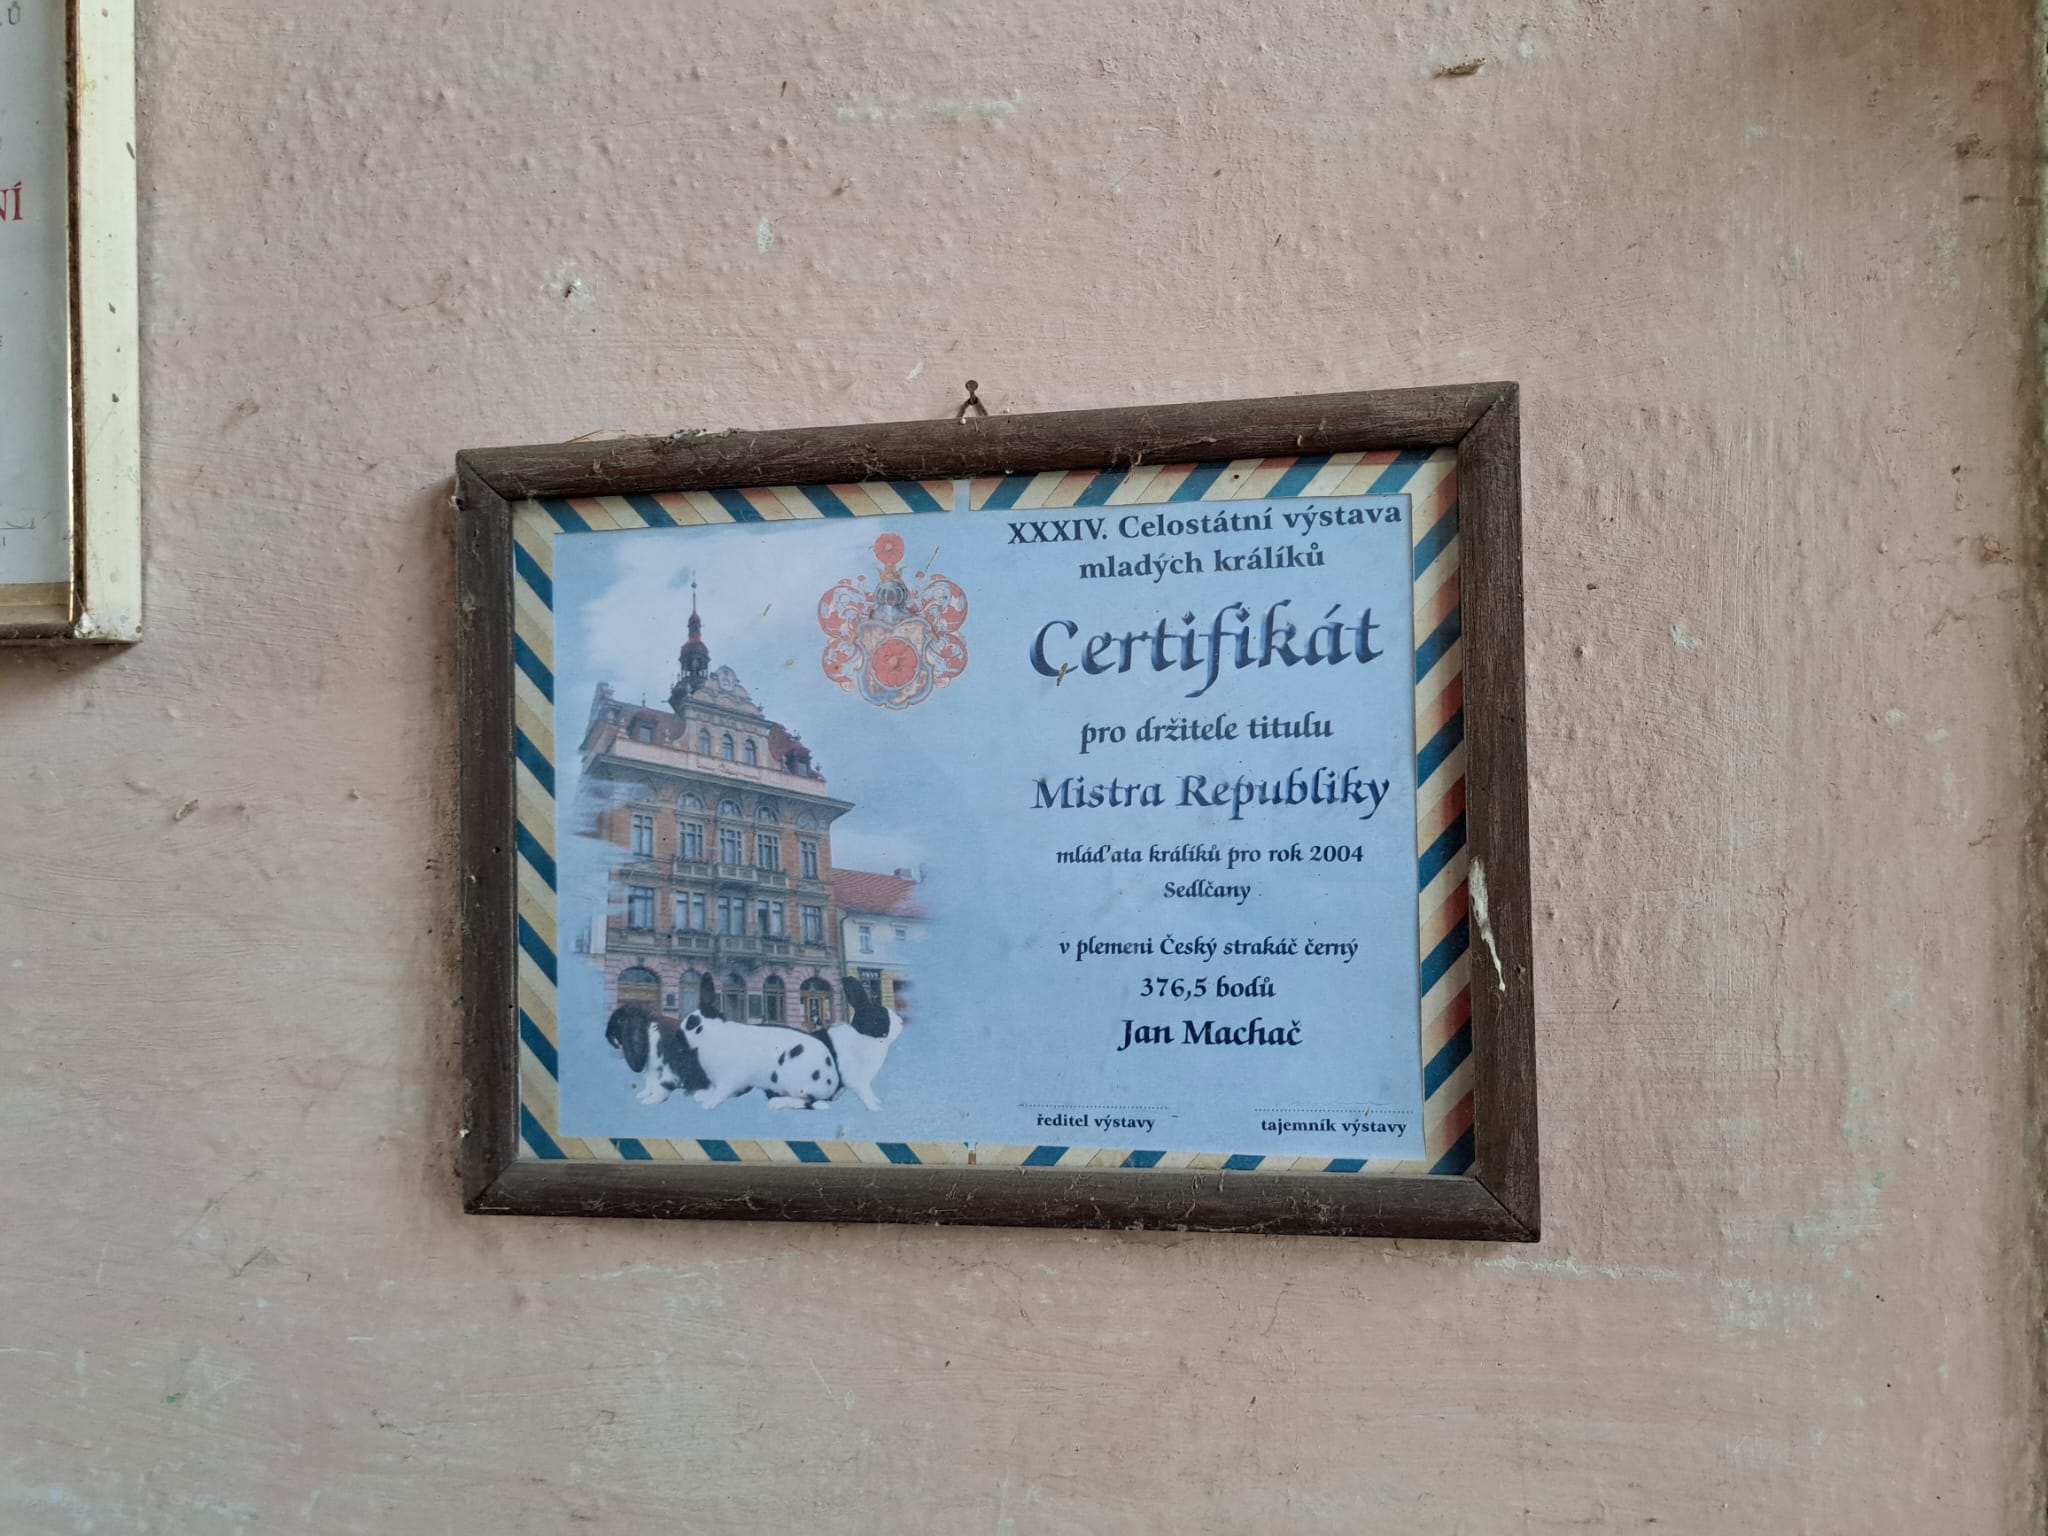 NÍ
XXXIV. Celostátní výstava
mladých králíků
Certifikát
pro držitele titulu
Mistra Republiky
mláďata králíků pro rok 2004
Sedlčany
v plemeni Český strakáč černý
376,5 bodů
Jan Machač
ředitel výstavy
tajemník výstavy